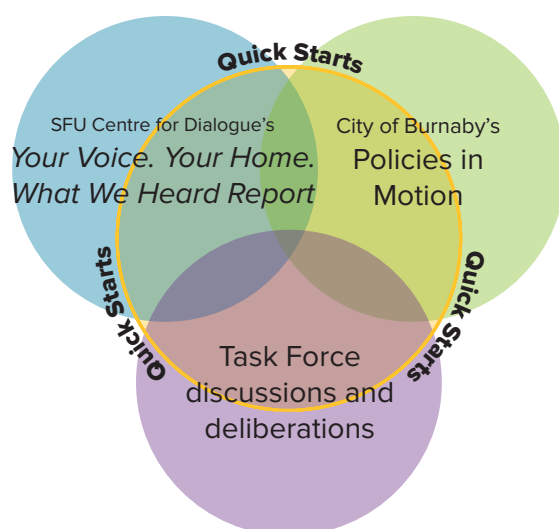 Quick Starts
SFU Centre for Dialogue's
Your Voice. Your Home.
What We Heard Report
City of Burnaby's
Policies in
Motion
Quick Starts
Quick Starts
Task Force
discussions and
deliberations